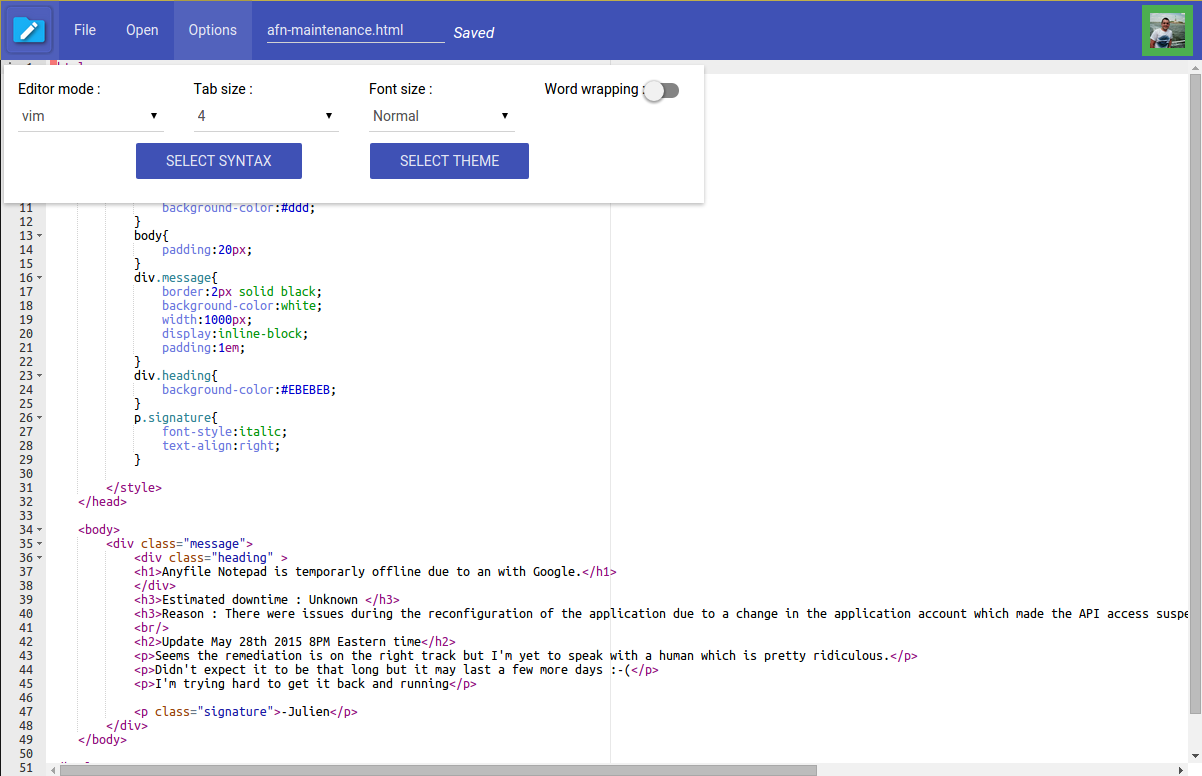 File Open Options afn-maintenance.html Saved
Editor mode : Tab size : Font size : Word wrapping :
vim 4 Normal
SELECT SYNTAX SELECT THEME
11 background-color:#ddd;
12 }
13 body{
14 padding:20px;
15 }
16 div.message{
17 border:2px solid black;
18 background-color:white;
19 width:1000px;
20 display:inline-block;
21 padding:1em;
22 }
23 div.heading{
24 background-color:#EBEBEB;
25 }
26 p.signature{
27 font-style:italic;
28 text-align:right;
29 }
30
31 </style>
32 </head>
33
34 <body>
35 <div class="message">
36 <div class="heading" >
37 <h1>Anyfile Notepad is temporarly offline due to an with Google.</h1>
38 </div>
39 <h3>Estimated downtime : Unknown </h3>
40 <h3>Reason : There were issues during the reconfiguration of the application due to a change in the application account which made the API access suspe
41 <br/>
42 <h2>Update May 28th 2015 8PM Eastern time</h2>
43 <p>Seems the remediation is on the right track but I'm yet to speak with a human which is pretty ridiculous.</p>
44 <p>Didn't expect it to be that long but it may last a few more days :-(</p>
45 <p>I'm trying hard to get it back and running</p>
46
47 <p class="signature">-Julien</p>
48 </div>
49 </body>
50
51